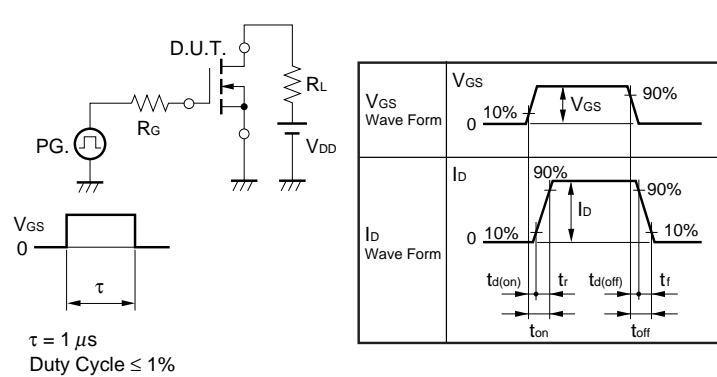 D.U.T.
RL
RG
PG.
VDD
VGS
0
τ
τ = 1 μs
Duty Cycle ≤ 1%
VGS
Wave Form
VGS
10%
0
VGS
90%
ID
Wave Form
ID
90%
90%
ID
0
10%
10%
td(on)
tr
td(off)
tf
ton
toff